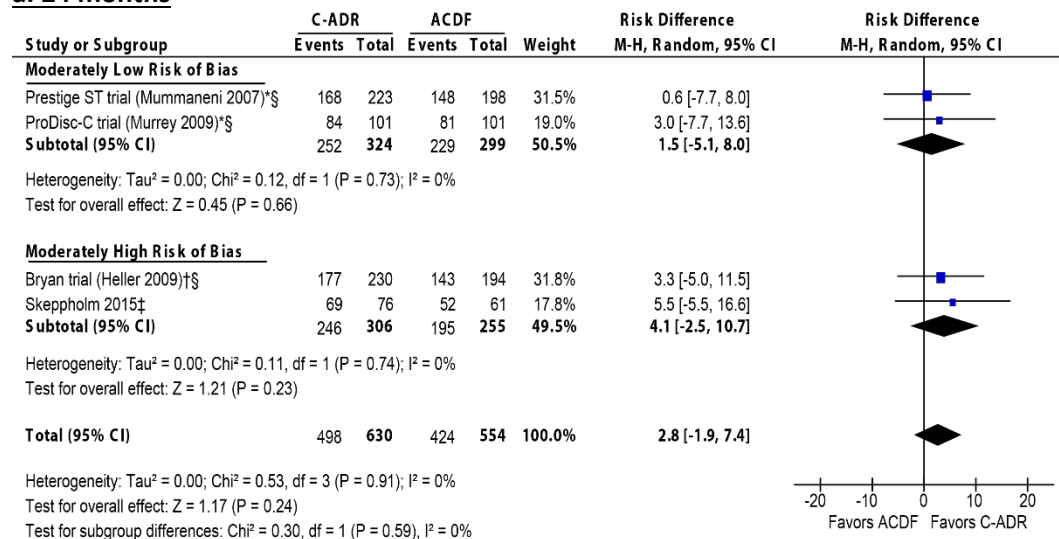 a. 24 months
C-ADR ACDF Risk Difference Risk Difference
Study or Subgroup Events Total Events Total Weight M-H, Random, 95% CI M-H, Random, 95% CI
Moderately Low Risk of Bias
Prestige ST trial (Mummaneni 2007)*§ 168 223 148 198 31.5% 0.6 [-7.7, 8.0]
ProDisc-C trial (Murrey 2009)*§ 84 101 81 101 19.0% 3.0 [-7.7, 13.6]
Subtotal (95% CI) 252 324 229 299 50.5% 1.5 [-5.1, 8.0]
Heterogeneity: Tau² = 0.00; Chi² = 0.12, df = 1 (P = 0.73); I² = 0%
Test for overall effect: Z = 0.45 (P = 0.66)
Moderately High Risk of Bias
Bryan trial (Heller 2009)†§ 177 230 143 194 31.8% 3.3 [-5.0, 11.5]
Skeppholm 2015‡ 69 76 52 61 17.8% 5.5 [-5.5, 16.6]
Subtotal (95% CI) 246 306 195 255 49.5% 4.1 [-2.5, 10.7]
Heterogeneity: Tau² = 0.00; Chi² = 0.11, df = 1 (P = 0.74); I² = 0%
Test for overall effect: Z = 1.21 (P = 0.23)
Total (95% CI) 498 630 424 554 100.0% 2.8 [-1.9, 7.4]
Heterogeneity: Tau² = 0.00; Chi² = 0.53, df = 3 (P = 0.91); I² = 0%
Test for overall effect: Z = 1.17 (P = 0.24)
Test for subgroup differences: Chi² = 0.30, df = 1 (P = 0.59), I² = 0%
-20 -10 0 10 20
Favors ACDF Favors C-ADR